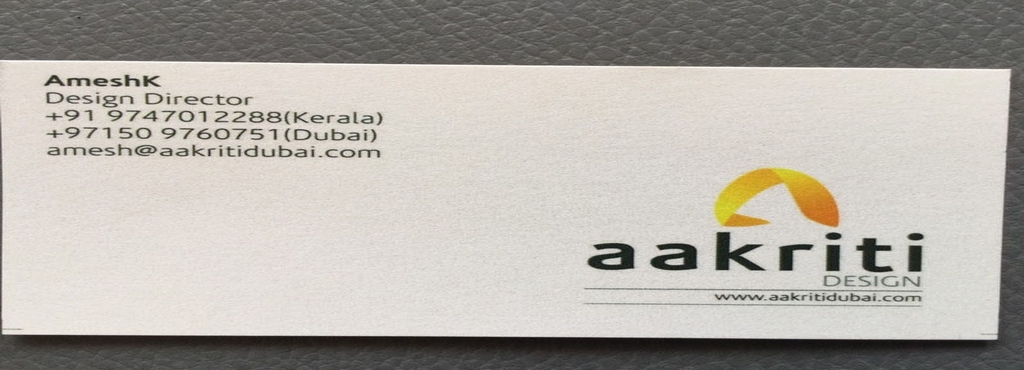 AmeshK
Design Director
+91 9747012288(Kerala)
+97150 9760751(Dubai)
amesh@aakritidubai.com
aakriti
DESIGN
www.aakritidubai.com